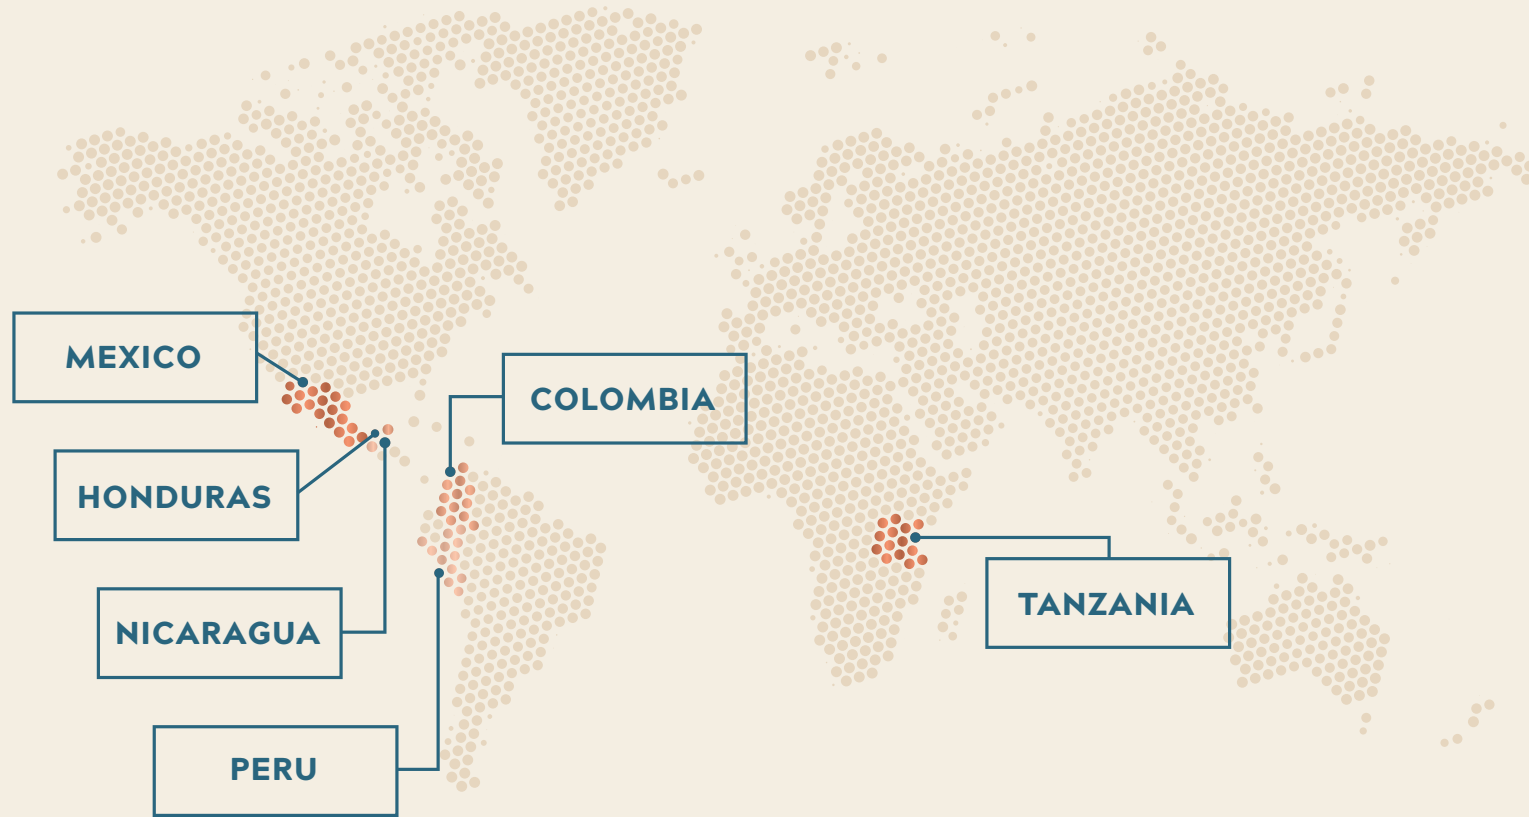 MEXICO
COLOMBIA
HONDURAS
NICARAGUA
TANZANIA
PERU